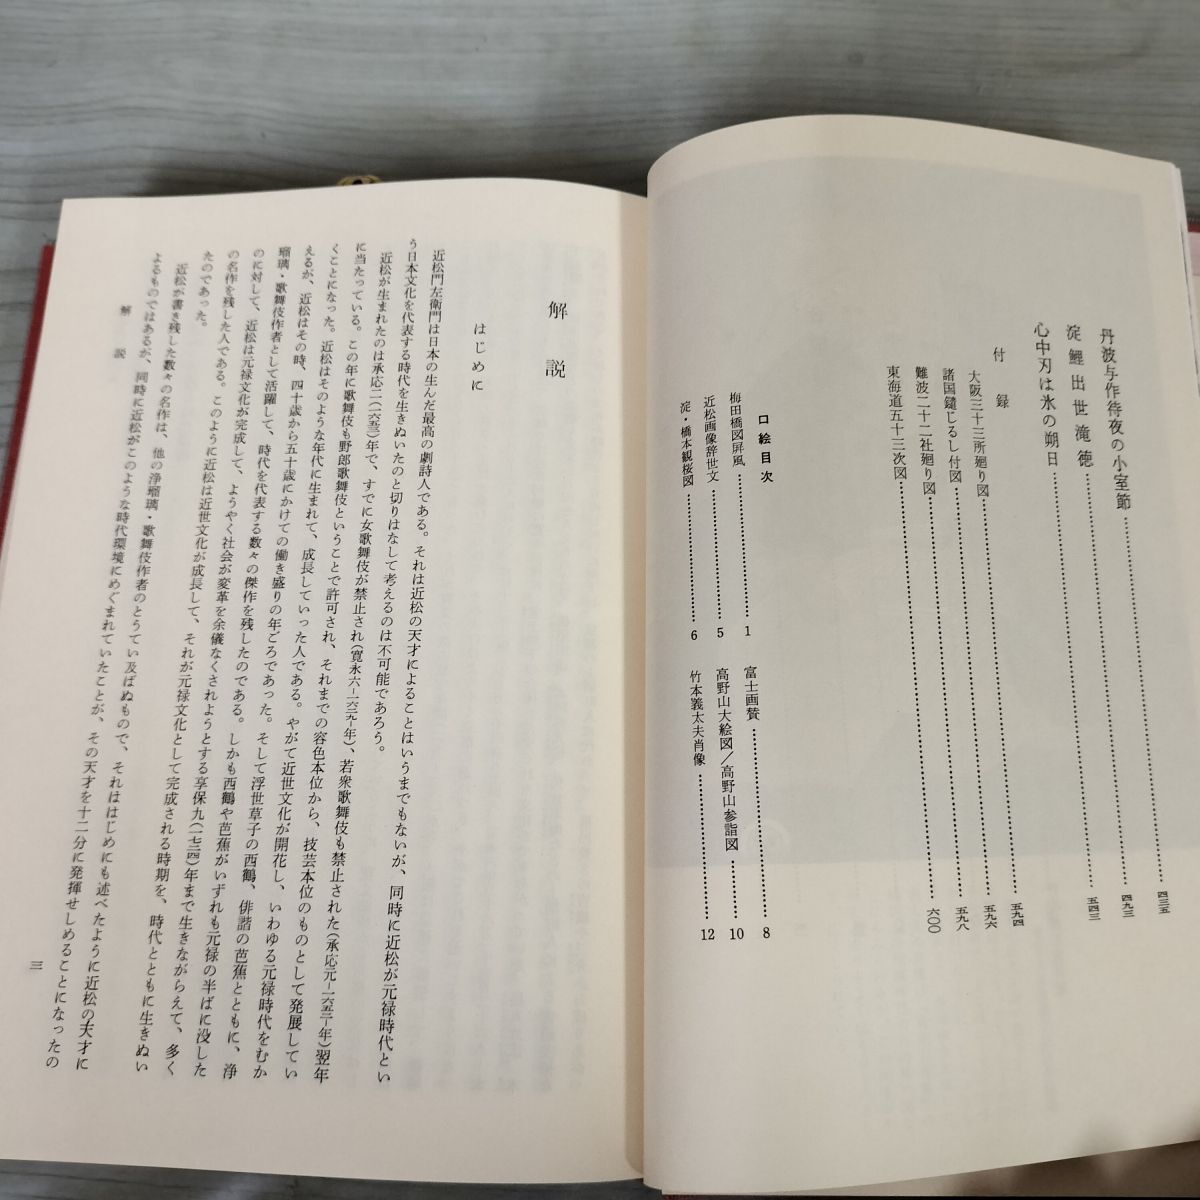 丹波与作待夜の小室節……四三五
淀鯉出世滝徳……四九三
心中刃は氷の朔日……五四三
付録
大阪三十三所廻り図……五九四
諸国鑓じるし付図……五九六
難波二十二社廻り図……五九八
東海道五十三次図……六〇〇
口絵目次
梅田橋図屏風……1
近松画像辞世文……5
淀・橋本観桜図……6
富士画賛……8
高野山大絵図／高野山参詣図……10
竹本義太夫肖像……12
解説
はじめに
近松門左衛門は日本の生んだ最高の劇詩人である。それは近松の天才によることはいうまでもないが、同時に近松が元禄時代とい
う日本文化を代表する時代を生きぬいたのと切りはなして考えるのは不可能であろう。
近松が生まれたのは承応二（一六五三）年で、すでに女歌舞伎が禁止され（寛永六―一六二九―年）、若衆歌舞伎も禁止された（承応元―一六五二―年）翌年
に当たっている。この年に歌舞伎も野郎歌舞伎ということで許可され、それまでの容色本位から、技芸本位のものとして発展してい
くことになった。近松はそのような年代に生まれて、成長していった人である。やがて近世文化が開花し、いわゆる元禄時代をむか
えるが、近松はその時、四十歳から五十歳にかけての働き盛りの年ごろであった。そして浮世草子の西鶴、俳諧の芭蕉とともに、浄
瑠璃・歌舞伎作者として活躍して、時代を代表する数々の傑作を残したのである。しかも西鶴や芭蕉がいずれも元禄の半ばに没した
のに対して、近松は元禄文化が完成して、ようやく社会が変革を余儀なくされようとする享保九（一七二四）年まで生きながらえて、多く
の名作を残した人である。このように近松は近世文化が成長して、それが元禄文化として完成される時期を、時代とともに生きぬい
たのであった。
近松が書き残した数々の名作は、他の浄瑠璃・歌舞伎作者のとうてい及ばぬもので、それははじめにも述べたように近松の天才に
よるものではあるが、同時に近松がこのような時代環境にめぐまれていたことが、その天才を十二分に発揮せしめることになったの
解説
三